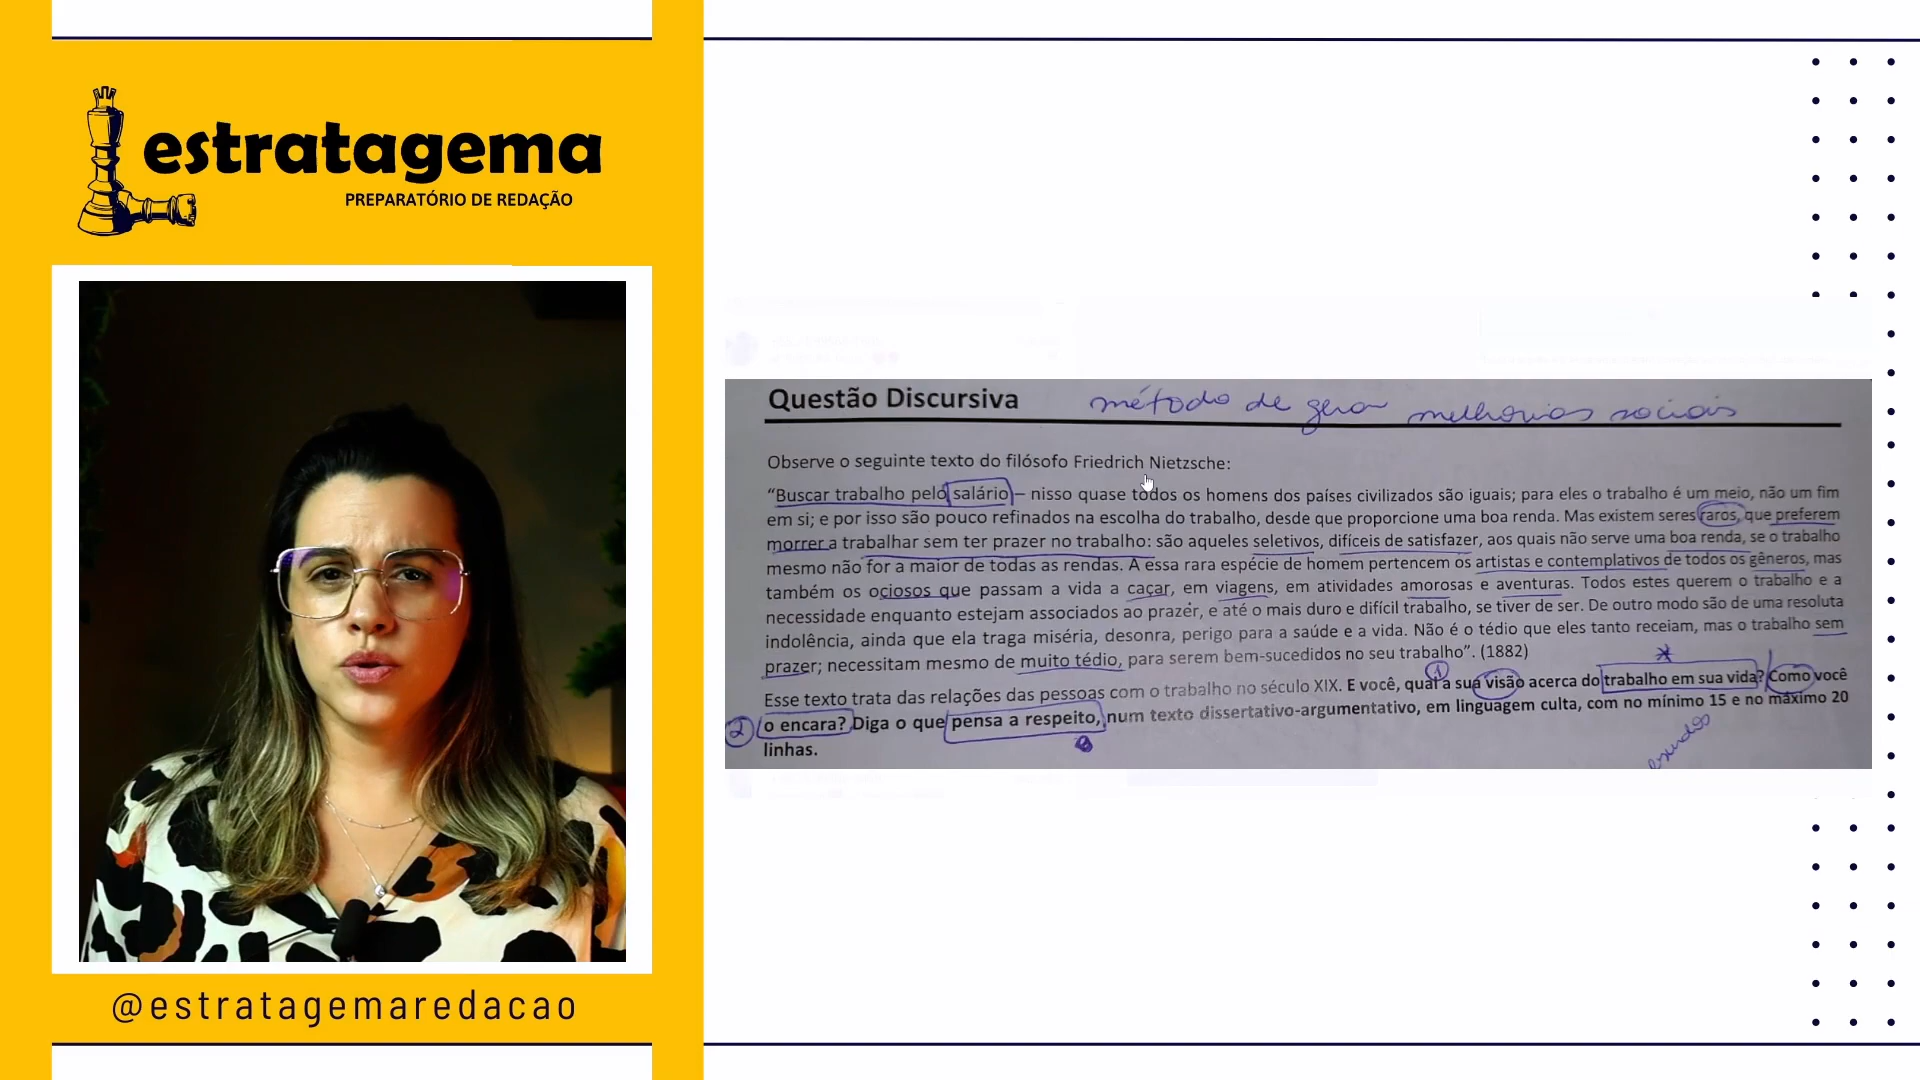 estratagema
PREPARATÓRIO DE REDAÇÃO
@estratagemaredacao
Questão Discursiva
método de gerar melhorias sociais
Observe o seguinte texto do filósofo Friedrich Nietzsche:
“Buscar trabalho pelo salário – nisso quase todos os homens dos países civilizados são iguais; para eles o trabalho é um meio, não um fim
em si; e por isso são pouco refinados na escolha do trabalho, desde que proporcione uma boa renda. Mas existem seres raros, que preferem
morrer a trabalhar sem ter prazer no trabalho: são aqueles seletivos, difíceis de satisfazer, aos quais não serve uma boa renda, se o trabalho
mesmo não for a maior de todas as rendas. A essa rara espécie de homem pertencem os artistas e contemplativos de todos os gêneros, mas
também os ociosos que passam a vida a caçar, em viagens, em atividades amorosas e aventuras. Todos estes querem o trabalho e a
necessidade enquanto estejam associados ao prazer, e até o mais duro e difícil trabalho, se tiver de ser. De outro modo são de uma resoluta
indolência, ainda que ela traga miséria, desonra, perigo para a saúde e a vida. Não é o tédio que eles tanto receiam, mas o trabalho sem
prazer; necessitam mesmo de muito tédio, para serem bem-sucedidos no seu trabalho”. (1882)
1
Esse texto trata das relações das pessoas com o trabalho no século XIX. E você, qual a sua visão acerca do trabalho em sua vida? Como você
2 o encara? Diga o que pensa a respeito, num texto dissertativo-argumentativo, em linguagem culta, com no mínimo 15 e no máximo 20
linhas.